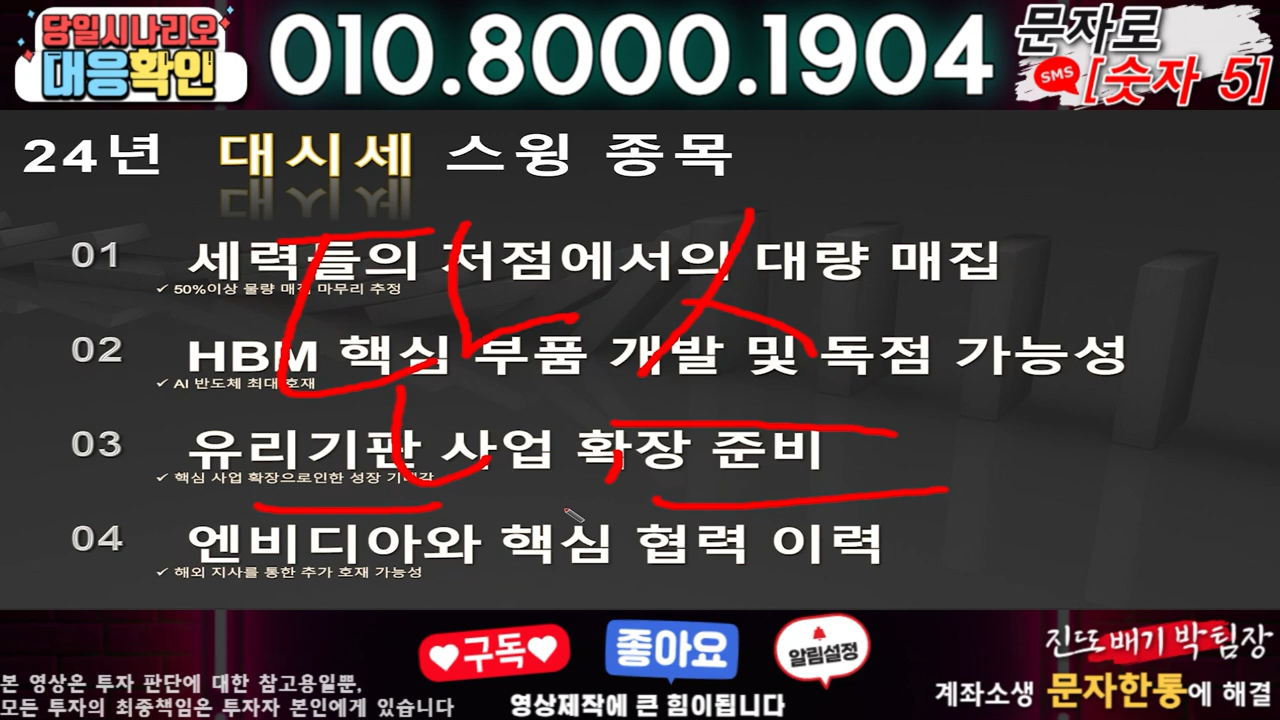 당일시나리오
대응확인
010.8000.1904
문자로
SMS [숫자 5]
24년 대시세 스윙 종목
01 세력들의 저점에서의 대량 매집
✓ 50%이상 물량 매집 마무리 추정
02 HBM 핵심 부품 개발 및 독점 가능성
✓ AI 반도체 최대 호재
03 유리기판 사업 확장 준비
✓ 핵심 사업 확장으로인한 성장 기대감
04 엔비디아와 핵심 협력 이력
✓ 해외 지사를 통한 추가 호재 가능성
구독
좋아요
알림설정
영상제작에 큰 힘이됩니다
본 영상은 투자 판단에 대한 참고용일뿐,
모든 투자의 최종책임은 투자자 본인에게 있습니다
진또배기 박팀장
계좌소생 문자한통에 해결